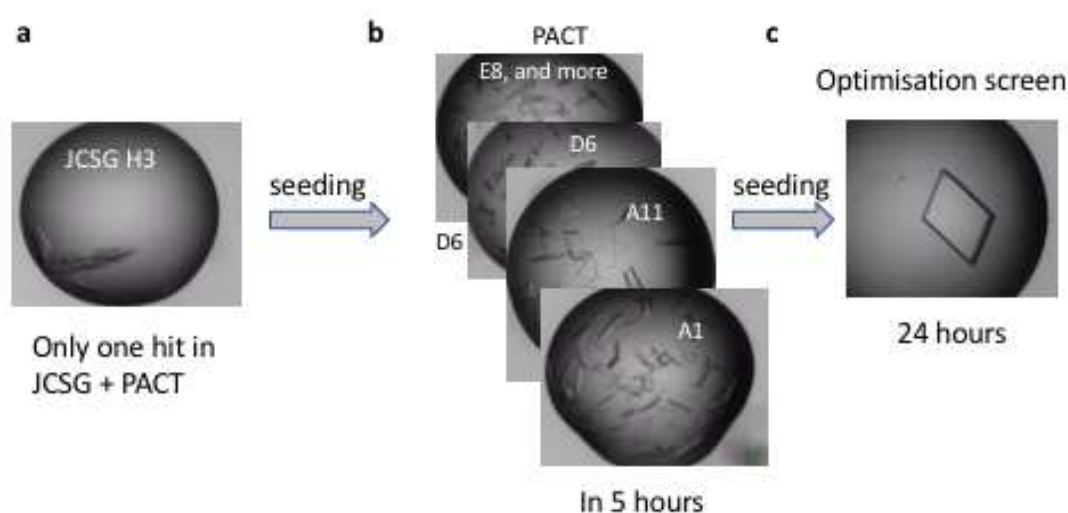 a
JCSG H3
Only one hit in
JCSG + PACT
seeding
b
PACT
E8, and more
D6
D6
A11
A1
In 5 hours
seeding
c
Optimisation screen
24 hours